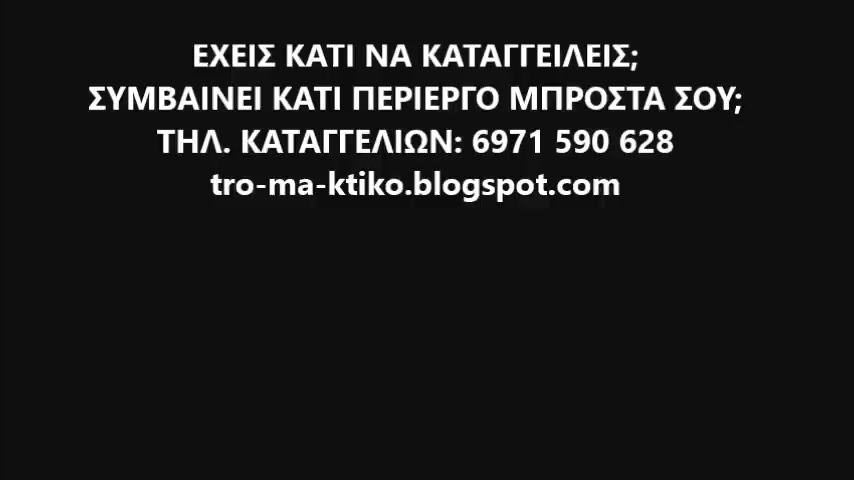 ΕΧΕΙΣ ΚΑΤΙ ΝΑ ΚΑΤΑΓΓΕΙΛΕΙΣ;
ΣΥΜΒΑΙΝΕΙ ΚΑΤΙ ΠΕΡΙΕΡΓΟ ΜΠΡΟΣΤΑ ΣΟΥ;
ΤΗΛ. ΚΑΤΑΓΓΕΛΙΩΝ: 6971 590 628
tro-ma-ktiko.blogspot.com